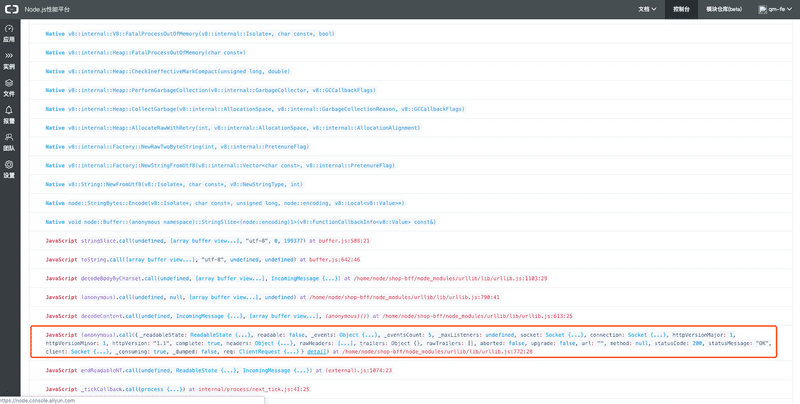 Node.js性能平台
文档
控制台
模块仓库(beta)
qm-fe
应用
实例
文件
报警
团队
设置
Native v8::internal::V8::FatalProcessOutOfMemory(v8::internal::Isolate*, char const*, bool)
Native v8::internal::Heap::FatalProcessOutOfMemory(char const*)
Native v8::internal::Heap::CheckIneffectiveMarkCompact(unsigned long, double)
Native v8::internal::Heap::PerformGarbageCollection(v8::internal::GarbageCollector, v8::GCCallbackFlags)
Native v8::internal::Heap::CollectGarbage(v8::internal::AllocationSpace, v8::internal::GarbageCollectionReason, v8::GCCallbackFlags)
Native v8::internal::Heap::AllocateRawWithRetry(int, v8::internal::AllocationSpace, v8::internal::AllocationAlignment)
Native v8::internal::Factory::NewRawTwoByteString(int, v8::internal::PretenureFlag)
Native v8::internal::Factory::NewStringFromUtf8(v8::internal::Vector<char const>, v8::internal::PretenureFlag)
Native v8::String::NewFromUtf8(v8::Isolate*, char const*, v8::NewStringType, int)
Native node::StringBytes::Encode(v8::Isolate*, char const*, unsigned long, node::encoding, v8::Local<v8::Value>*)
Native void node::Buffer::(anonymous namespace)::StringSlice<(node::encoding)1>(v8::FunctionCallbackInfo<v8::Value> const&)
JavaScript stringSlice.call(undefined, [array buffer view...], "utf-8", 0, 199377) at buffer.js:588:21
JavaScript toString.call([array buffer view...], "utf-8", undefined, undefined) at buffer.js:642:46
JavaScript decodeBodyByCharset.call(undefined, [array buffer view...], IncomingMessage {...}) at /home/node/shop-bff/node_modules/urllib/lib/urllib.js:1103:29
JavaScript (anonymous).call(undefined, null, [array buffer view...], undefined) at /home/node/shop-bff/node_modules/urllib/lib/urllib.js:790:41
JavaScript decodeContent.call(undefined, IncomingMessage {...}, [array buffer view...], (anonymous)()) at /home/node/shop-bff/node_modules/urllib/lib/urllib.js:613:25
JavaScript (anonymous).call({ _readableState: ReadableState {...}, readable: false, _events: Object {...}, _eventsCount: 5, _maxListeners: undefined, socket: Socket {...}, connection: Socket {...}, httpVersionMajor: 1,
httpVersionMinor: 1, httpVersion: "1.1", complete: true, headers: Object {...}, rawHeaders: [...], trailers: Object {}, rawTrailers: [], aborted: false, upgrade: false, url: "", method: null, statusCode: 200, statusMessage: "OK",
client: Socket {...}, _consuming: true, _dumped: false, req: ClientRequest {...} } detail) at /home/node/shop-bff/node_modules/urllib/lib/urllib.js:772:28
JavaScript endReadableNT.call(undefined, ReadableState {...}, IncomingMessage {...}) at (external).js:1074:23
JavaScript _tickCallback.call(process {...}) at internal/process/next_tick.js:41:25
https://node.console.aliyun.com